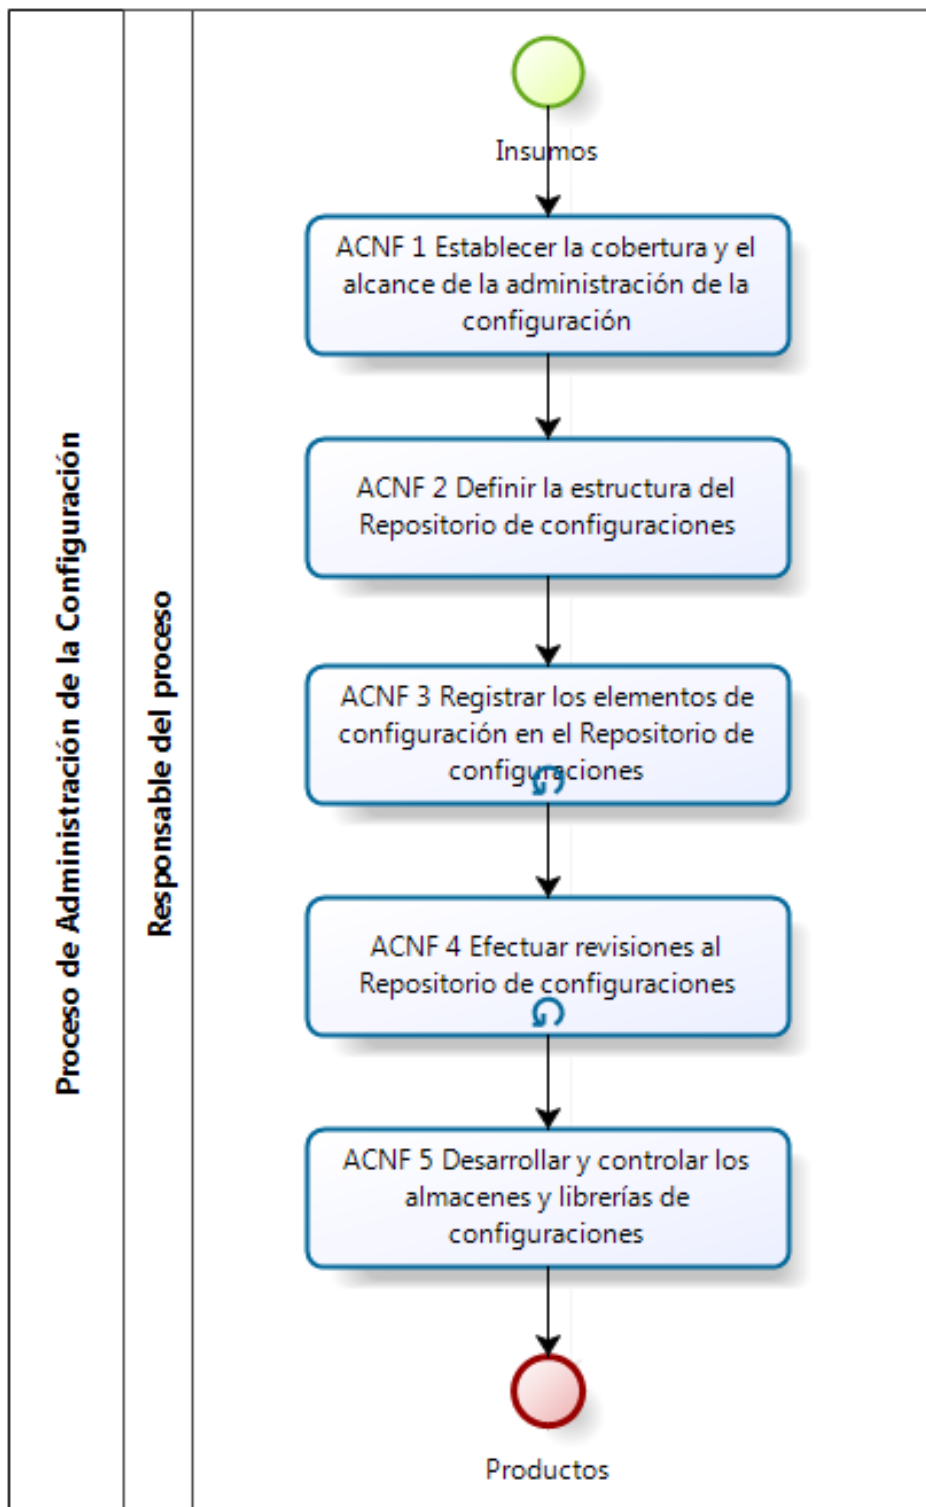 Proceso de Administración de la Configuración
Responsable del proceso
Insumos
ACNF 1 Establecer la cobertura y el
alcance de la administración de la
configuración
ACNF 2 Definir la estructura del
Repositorio de configuraciones
ACNF 3 Registrar los elementos de
configuración en el Repositorio de
configuraciones
ACNF 4 Efectuar revisiones al
Repositorio de configuraciones
ACNF 5 Desarrollar y controlar los
almacenes y librerías de
configuraciones
Productos